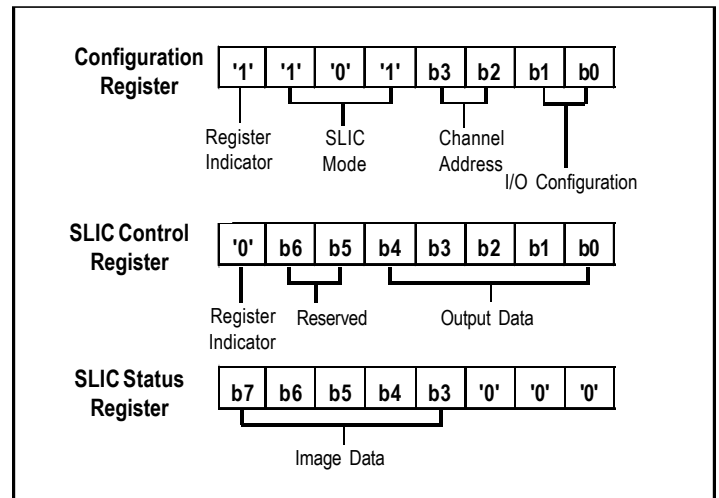 Configuration
Register
'1' '1' '0' '1' b3 b2 b1 b0
Register
Indicator
SLIC
Mode
Channel
Address
I/O Configuration
SLIC Control
Register
'0' b6 b5 b4 b3 b2 b1 b0
Register
Indicator
Reserved
Output Data
SLIC Status
Register
b7 b6 b5 b4 b3 '0' '0' '0'
Image Data